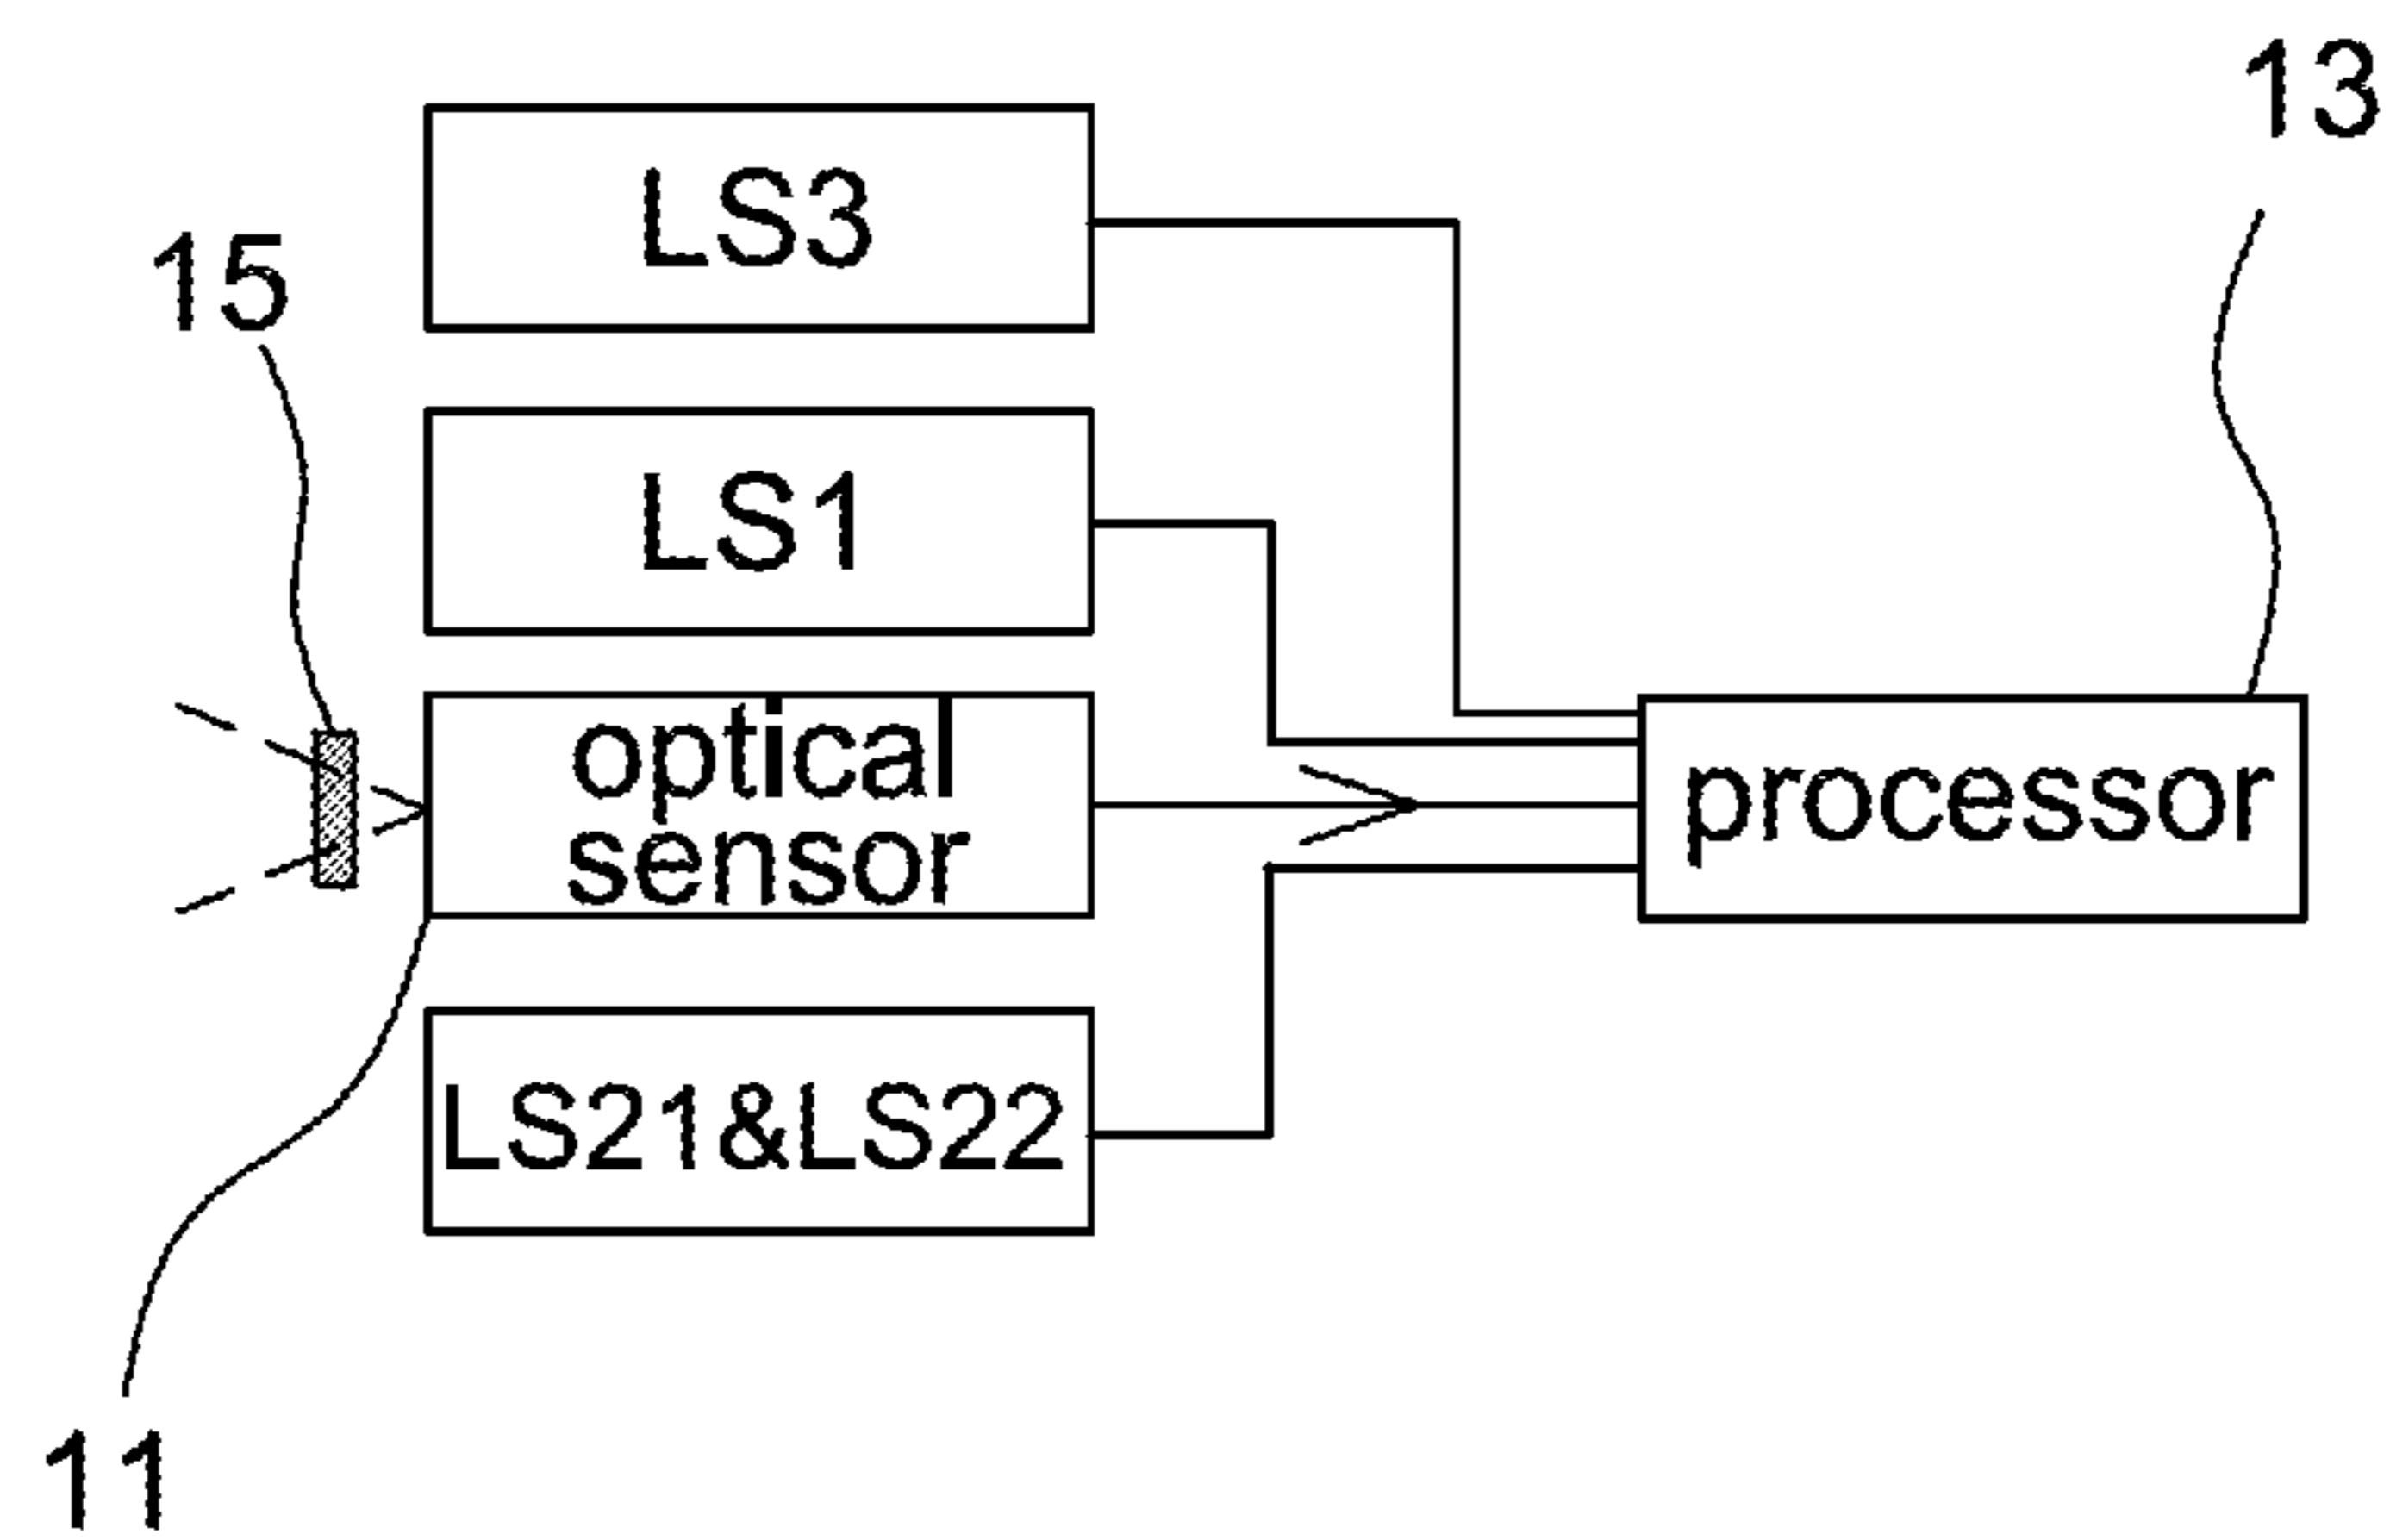 13
LS3
15
LS1
optical
sensor
processor
LS21&LS22
11